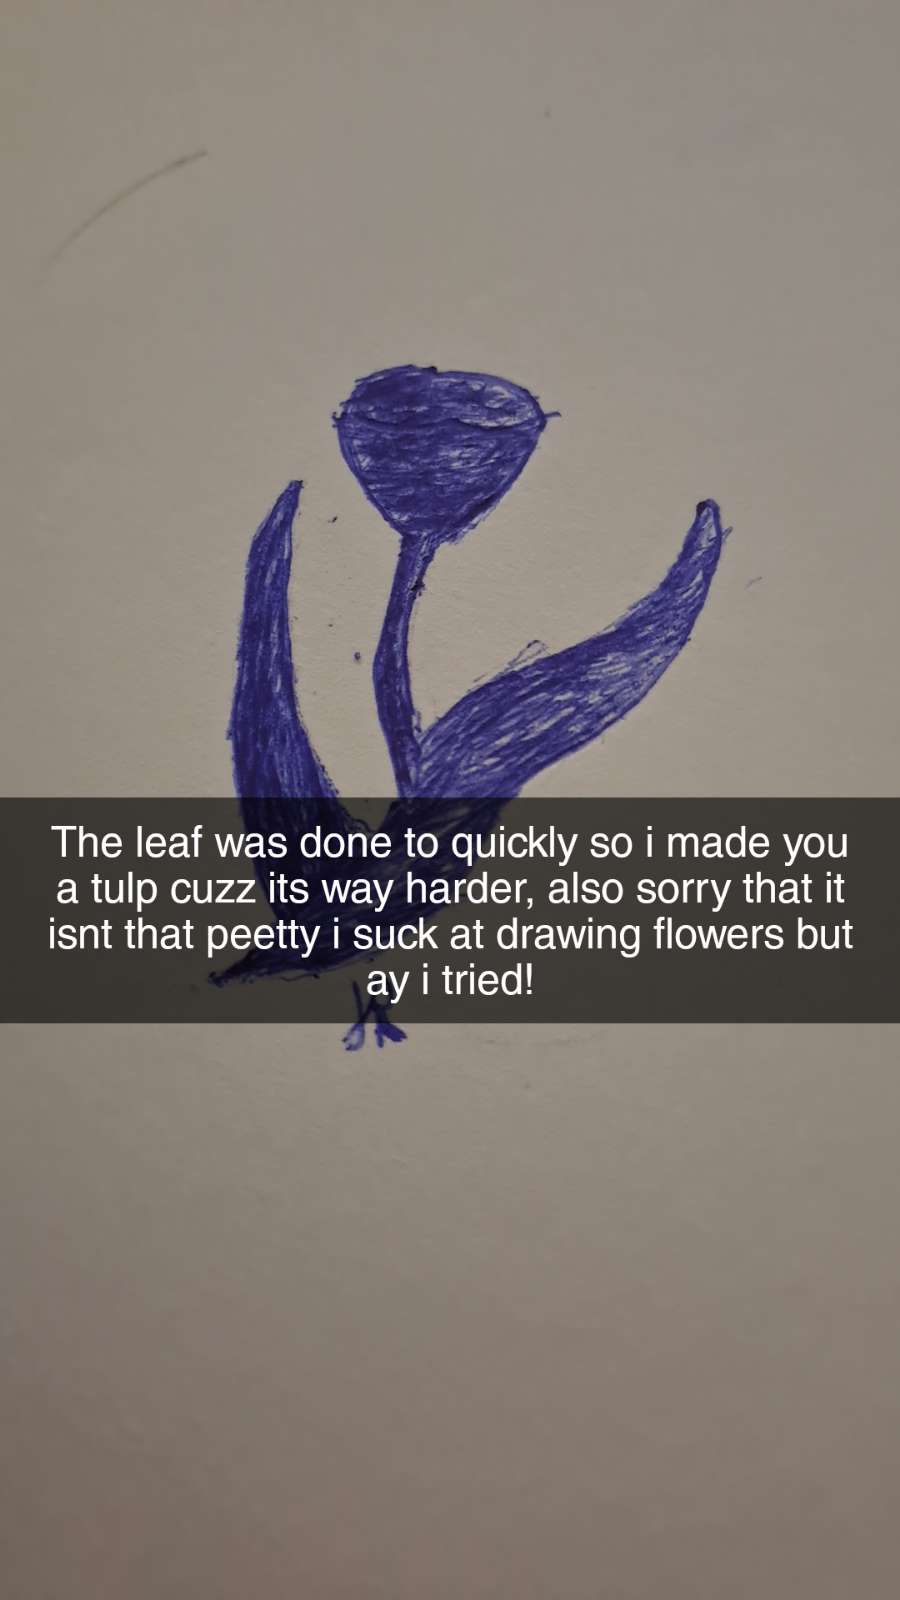 The leaf was done to quickly so i made you
a tulp cuzz its way harder, also sorry that it
isnt that peetty i suck at drawing flowers but
ay i tried!